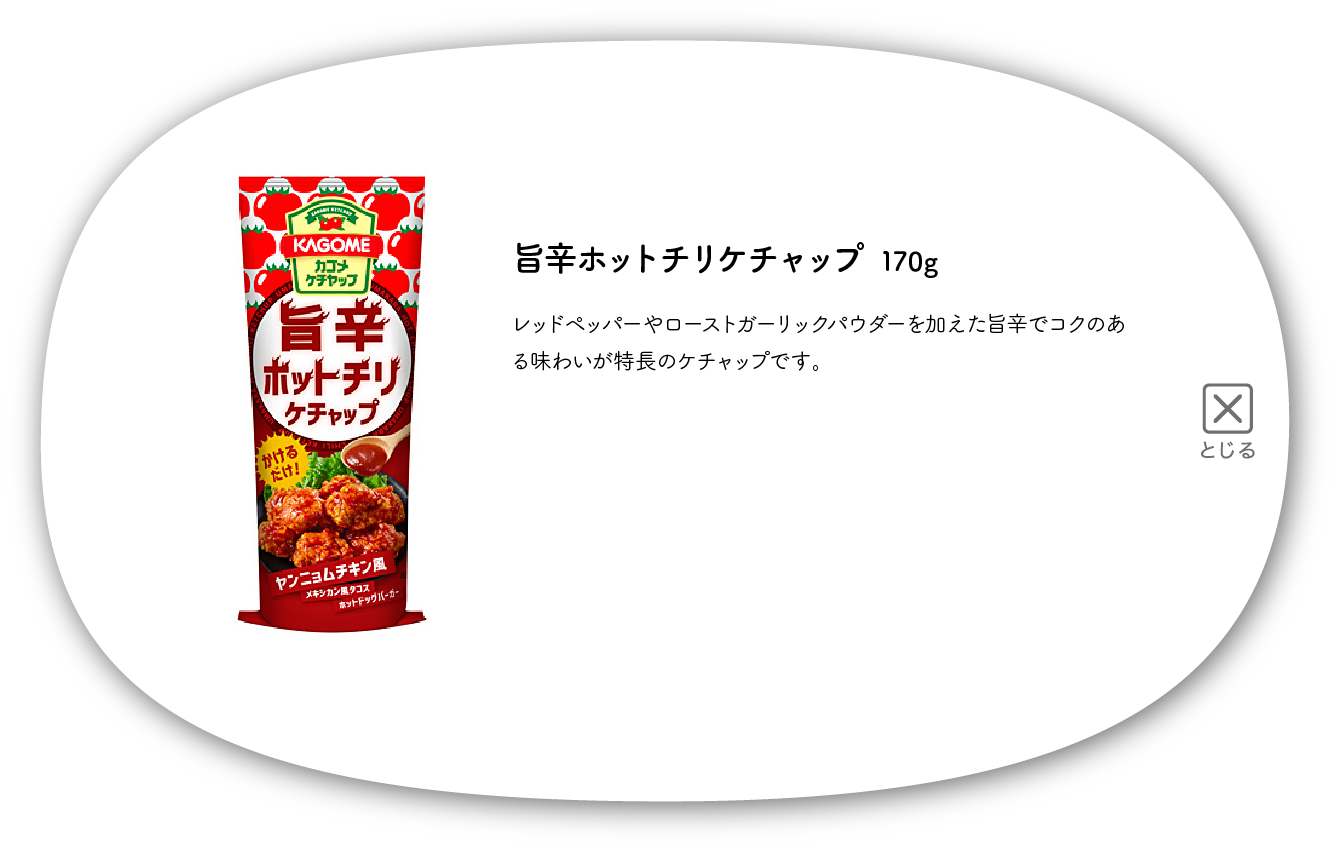 KAGOME
カゴメ
ケチャップ
旨辛
ホットチリ
ケチャップ
かける
だけ!
ヤンニョムチキン風
メキシカン風タコス
ホットドッグ バーガー
旨辛ホットチリケチャップ 170g
レッドペッパーやローストガーリックパウダーを加えた旨辛でコクのあ
る味わいが特長のケチャップです。
とじる